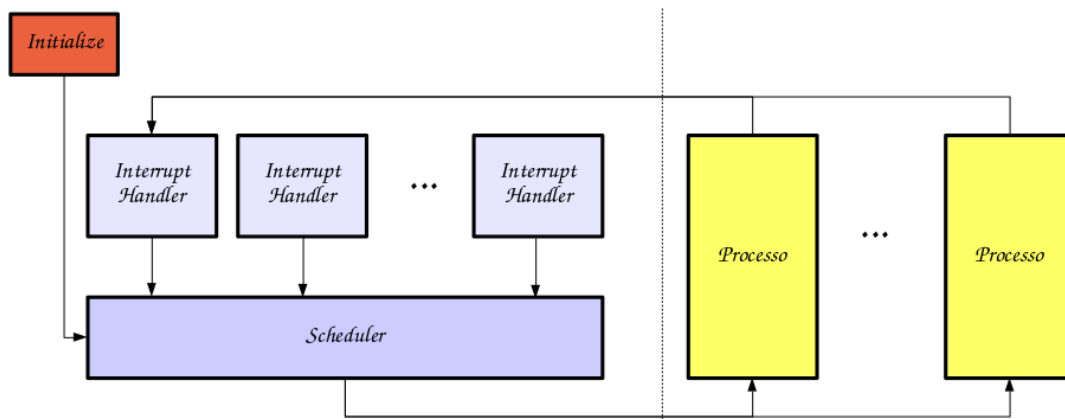 Initialize
Interrupt
Handler
Interrupt
Handler
...
Interrupt
Handler
Processo
...
Processo
Scheduler